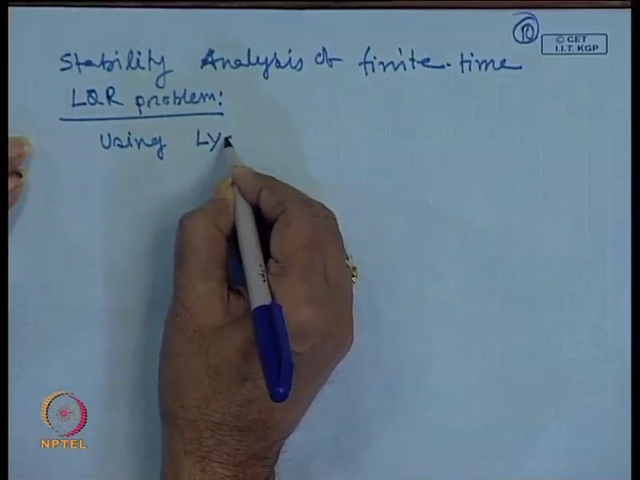 Stability Analysis of finite-time
LQR problem:
Using Ly
10
© CET
I.I.T. KGP
NPTEL